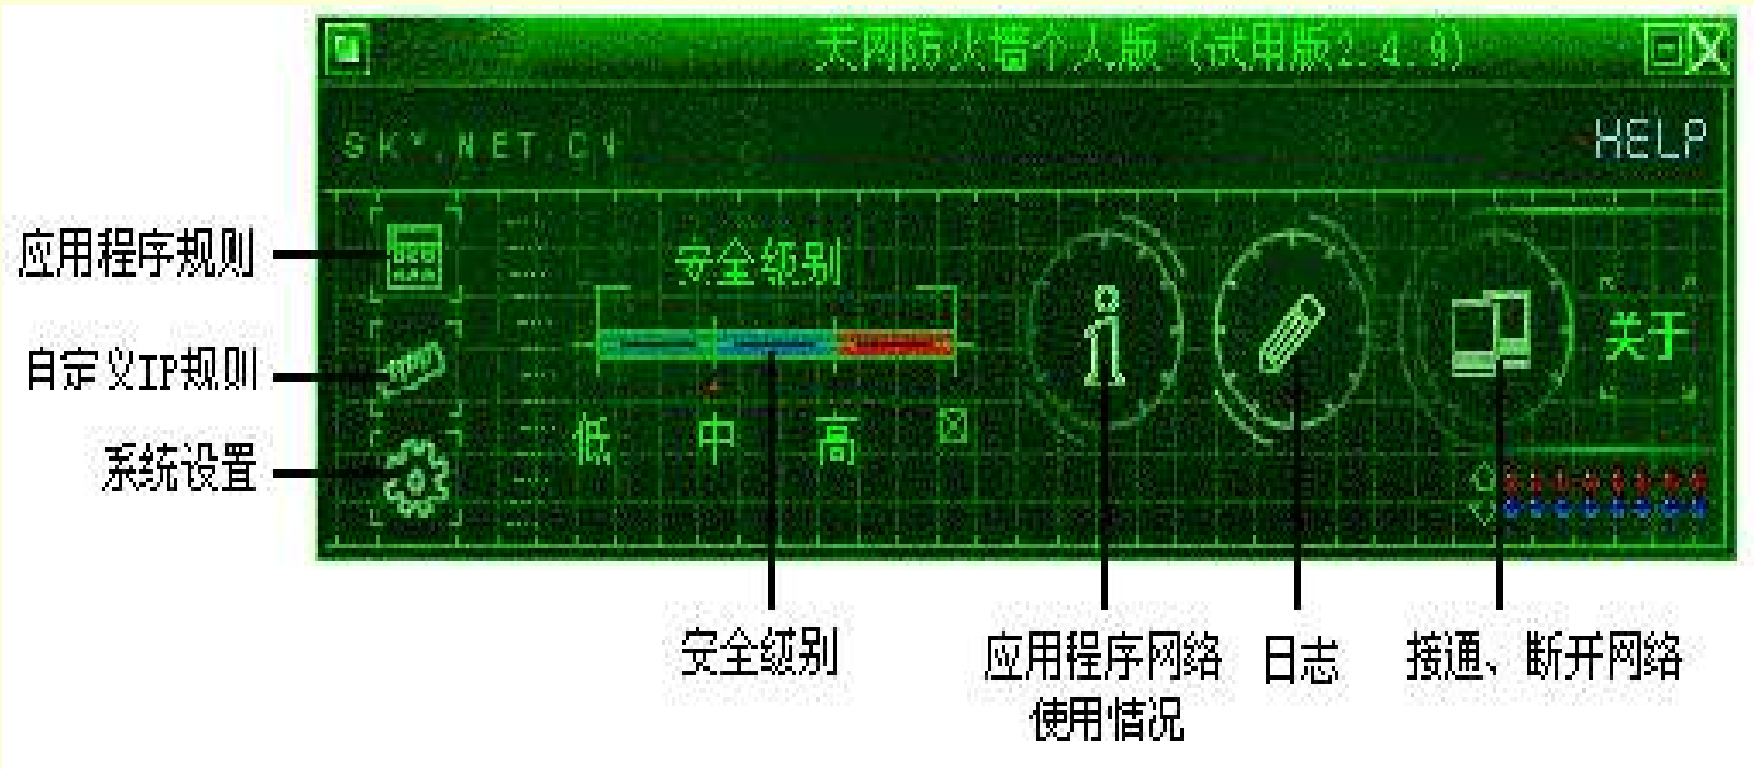 天网防火墙个人版（试用版2.4.9）
SKY.NET.CN
HELP
应用程序规则
安全级别
关于
自定义IP规则
低 中 高
系统设置
安全级别
应用程序网络
使用情况
日志
接通、断开网络